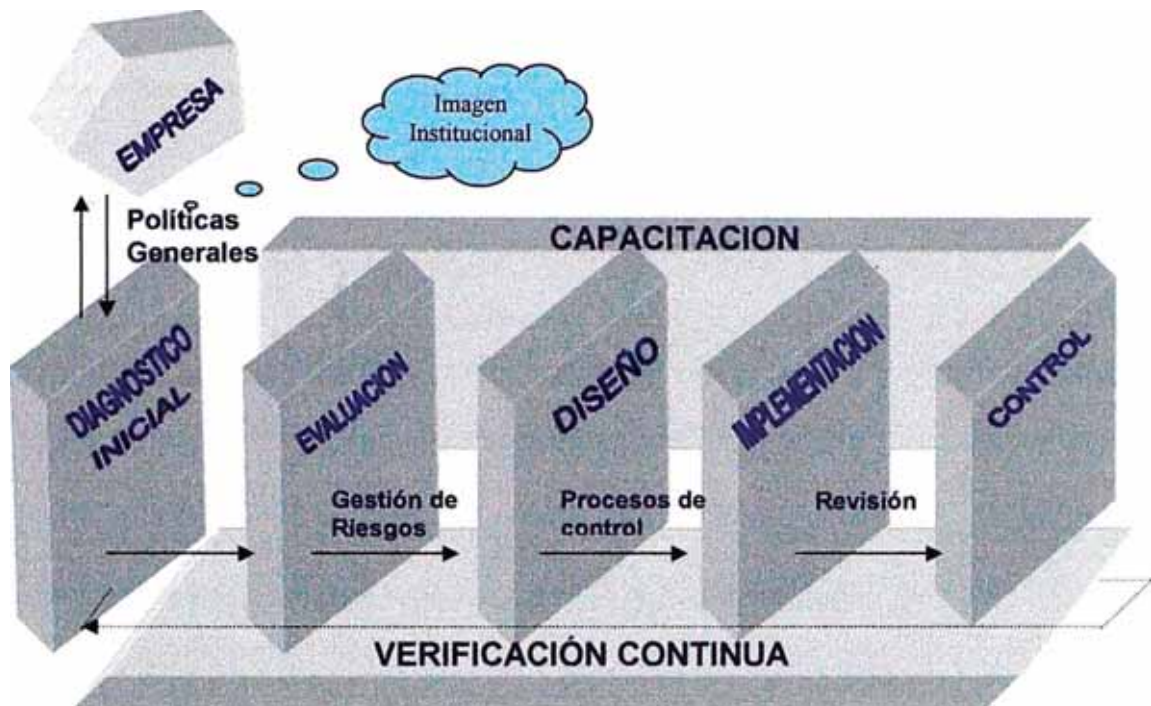 EMPRESA
Imagen
Institucional
Políticas
Generales
CAPACITACION
DIAGNOSTICO
INICIAL
EVALUACION
DISEÑO
IMPLEMENTACION
CONTROL
Gestión de
Riesgos
Procesos de
control
Revisión
VERIFICACIÓN CONTINUA